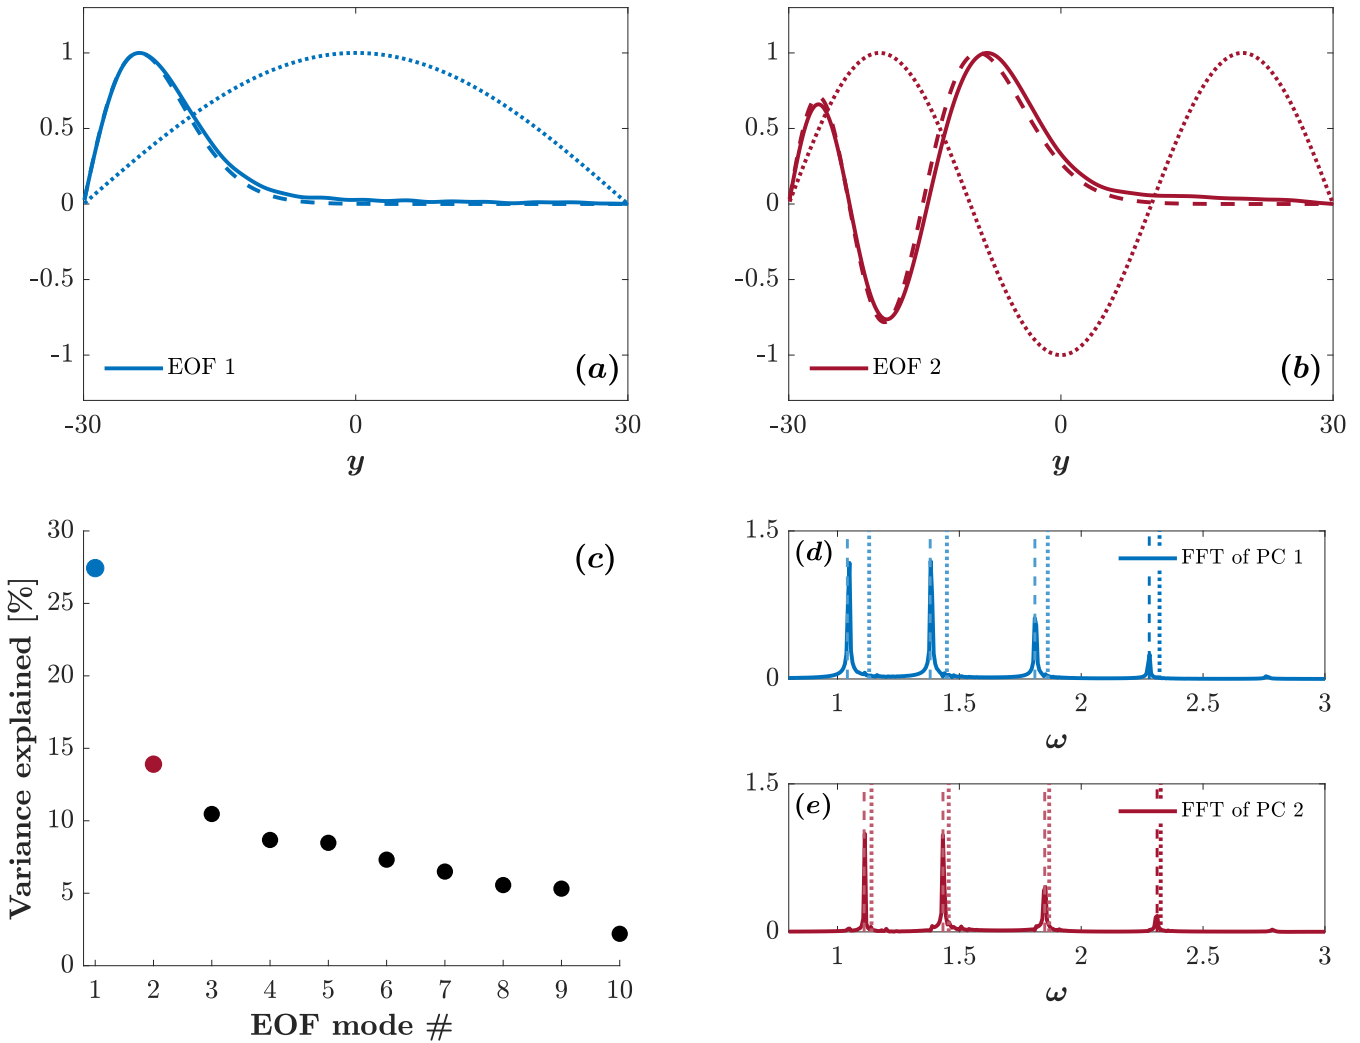 1
0.5
0
-0.5
-1
EOF 1
(a)
-30 0 30
y
1
0.5
0
-0.5
-1
EOF 2
(b)
-30 0 30
y
30
25
20
15
10
5
0
Variance explained [%]
(c)
1 2 3 4 5 6 7 8 9 10
EOF mode #
1.5
0
(d)
FFT of PC 1
1 1.5 2 2.5 3
ω
1.5
0
(e)
FFT of PC 2
1 1.5 2 2.5 3
ω